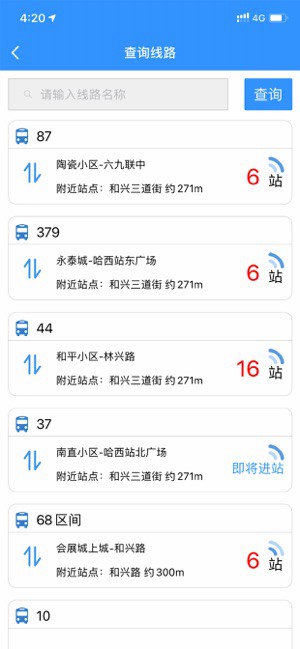 4:20
4G
查询线路
请输入线路名称
查询
87
陶瓷小区-六九联中
附近站点：和兴三道街 约271m
6站
379
永泰城-哈西站东广场
附近站点：和兴三道街 约271m
6站
44
和平小区-林兴路
附近站点：和兴三道街 约271m
16站
37
南直小区-哈西站北广场
附近站点：和兴三道街 约271m
即将进站
68区间
会展城上城-和兴路
附近站点：和兴路 约300m
6站
10